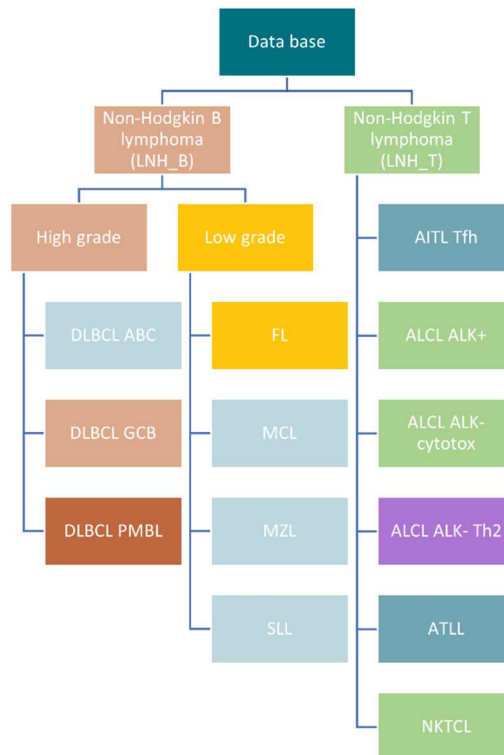 Data base
Non-Hodgkin B
lymphoma
(LNH_B)
Non-Hodgkin T
lymphoma
(LNH_T)
High grade
Low grade
AITL Tfh
DLBCL ABC
FL
ALCL ALK+
DLBCL GCB
MCL
ALCL ALK-
cytotox
DLBCL PMBL
MZL
ALCL ALK- Th2
SLL
ATLL
NKTCL